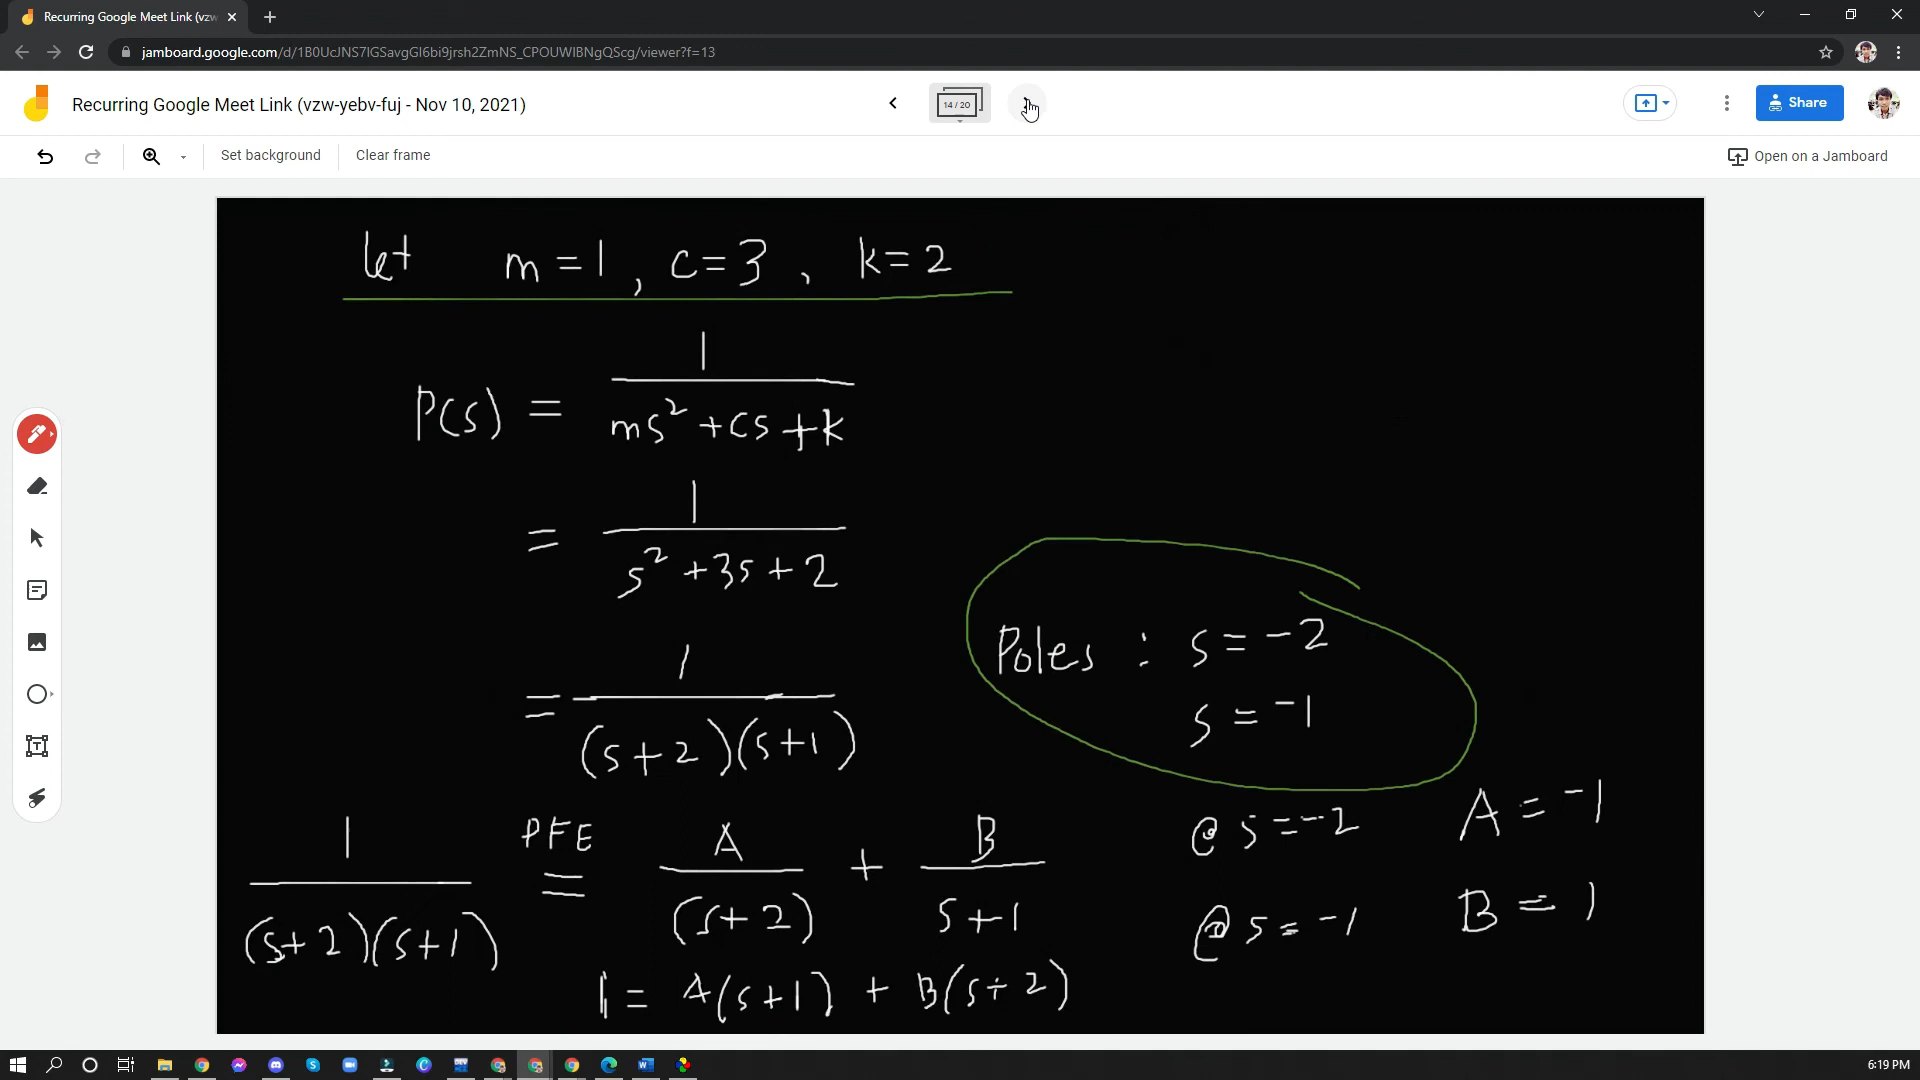 Recurring Google Meet Link (vzw
jamboard.google.com/d/1B0UcJNS7lGSavgGl6bi9jrsh2ZmNS_CPOUWlBNgQScg/viewer?f=13
Recurring Google Meet Link (vzw-yebv-fuj - Nov 10, 2021)
14 / 20
Share
Set background
Clear frame
Open on a Jamboard
let m = 1 , c = 3 , k = 2
P(s) = 1 / (ms² + cs + k)
= 1 / (s² + 3s + 2)
Poles : s = -2
s = -1
= 1 / (s+2)(s+1)
1 / (s+2)(s+1) PFE = A / (s+2) + B / s+1
@ s = -2 A = -1
@ s = -1 B = 1
1 = A(s+1) + B(s+2)
6:19 PM